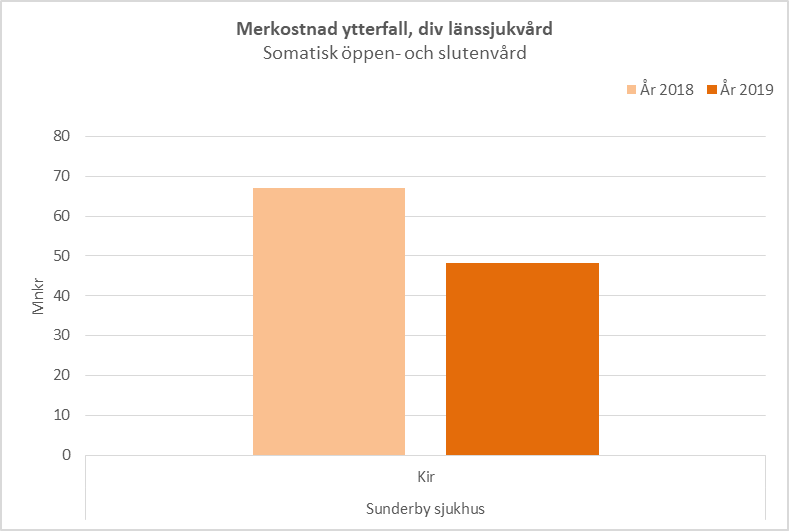 Merkostnad ytterfall, div länssjukvård
Somatisk öppen- och slutenvård
År 2018 År 2019
80
70
60
50
40
30
20
10
0
Mnkr
Kir
Sunderby sjukhus